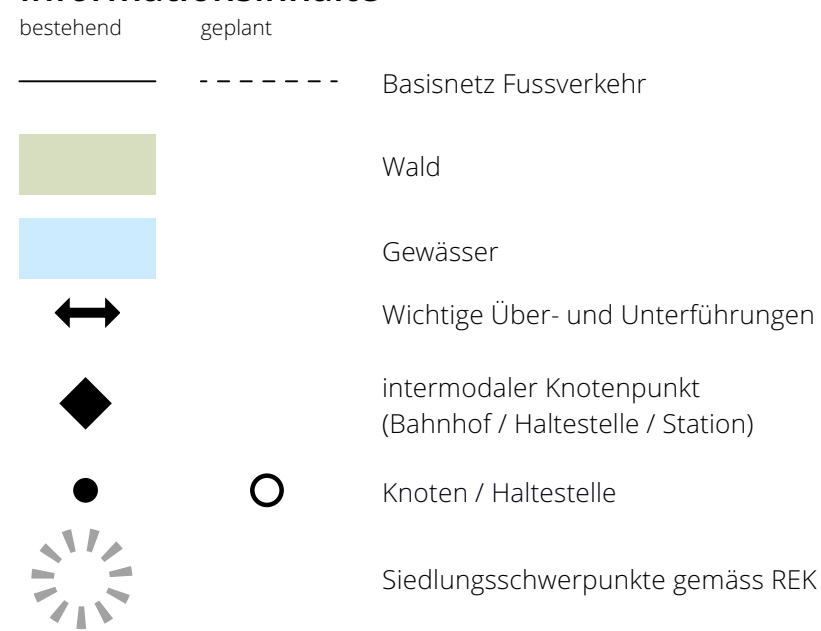 Informationsinhalte
bestehend geplant
Basisnetz Fussverkehr
Wald
Gewässer
Wichtige Über- und Unterführungen
intermodaler Knotenpunkt
(Bahnhof / Haltestelle / Station)
Knoten / Haltestelle
Siedlungsschwerpunkte gemäss REK